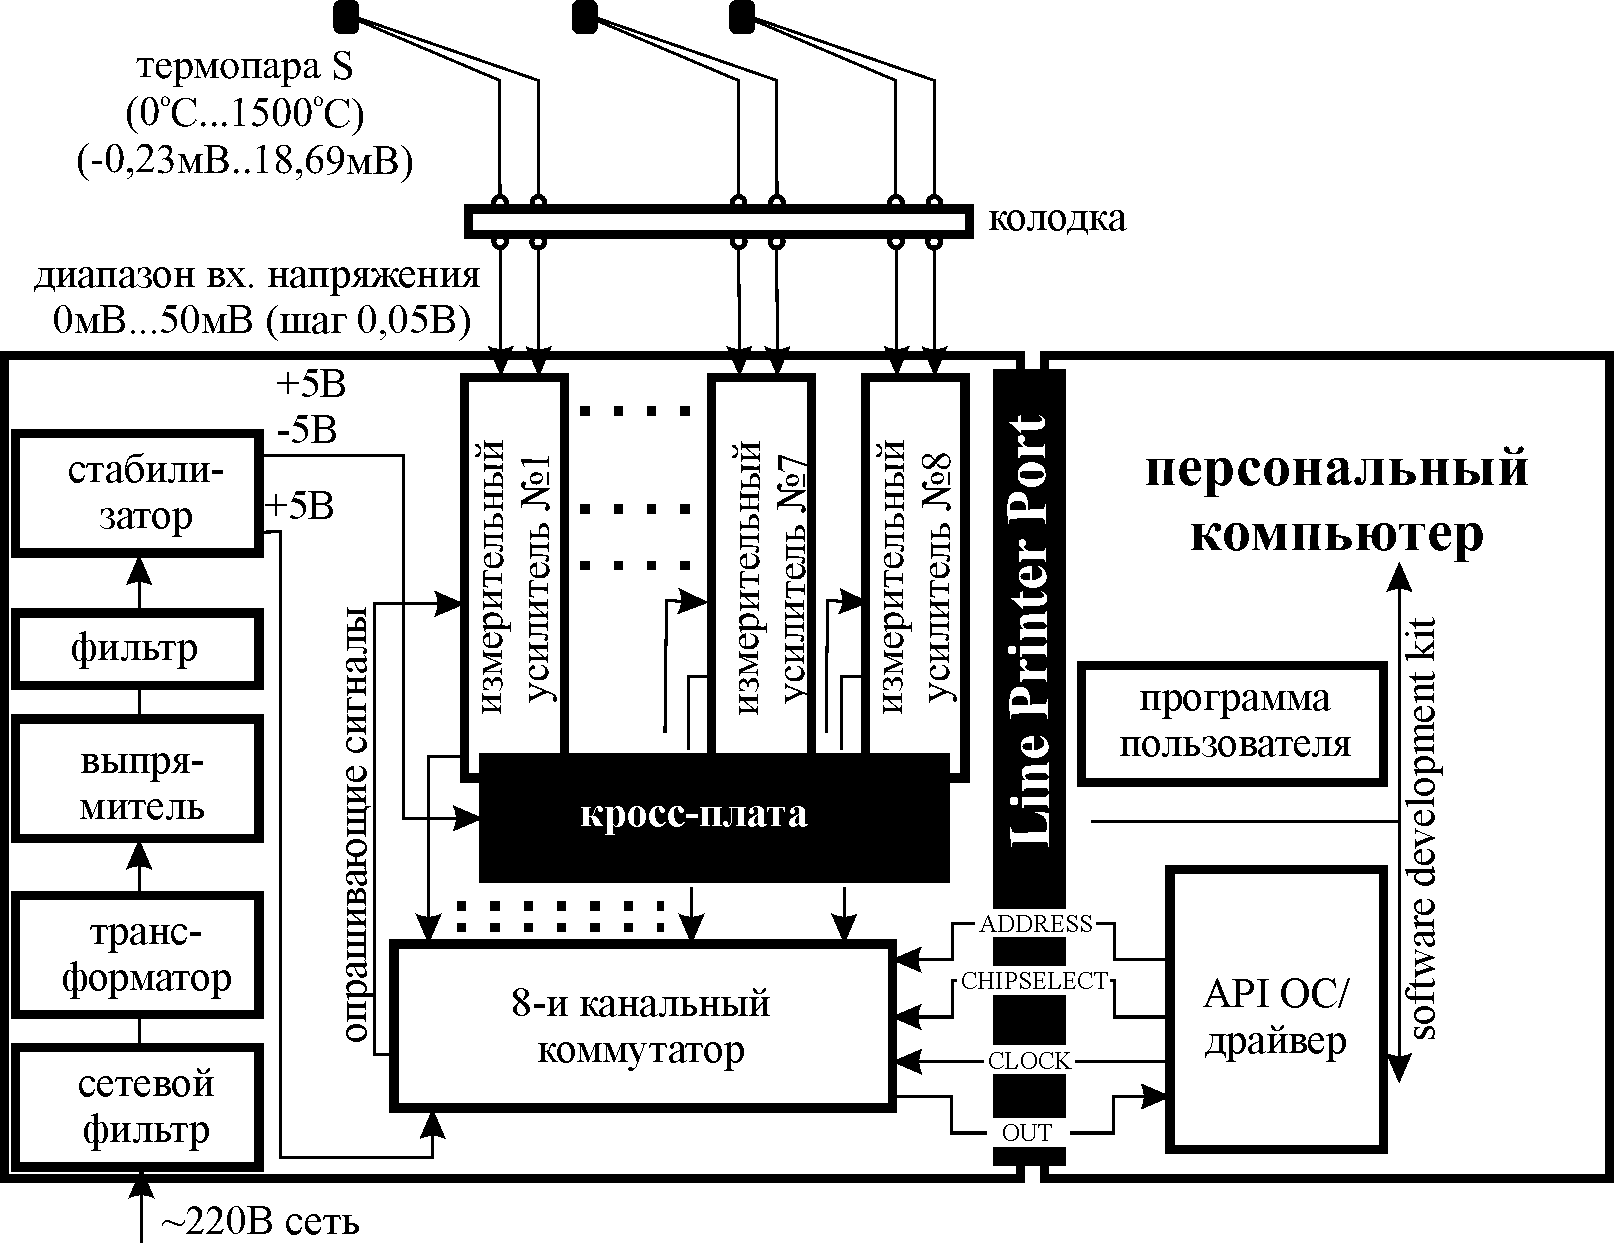 термопара S
(0°C...1500°C)
(-0,23мВ..18,69мВ)
колодка
диапазон вх. напряжения
0мВ...50мВ (шаг 0,05В)
+5В
-5В
+5В
стабили-
затор
фильтр
выпря-
митель
транс-
форматор
сетевой
фильтр
~220В сеть
опрашивающие сигналы
измерительный
усилитель №1
измерительный
усилитель №7
измерительный
усилитель №8
кросс-плата
8-и канальный
коммутатор
Line Printer Port
ADDRESS
CHIPSELECT
CLOCK
OUT
персональный
компьютер
программа
пользователя
API ОС/
драйвер
software development kit